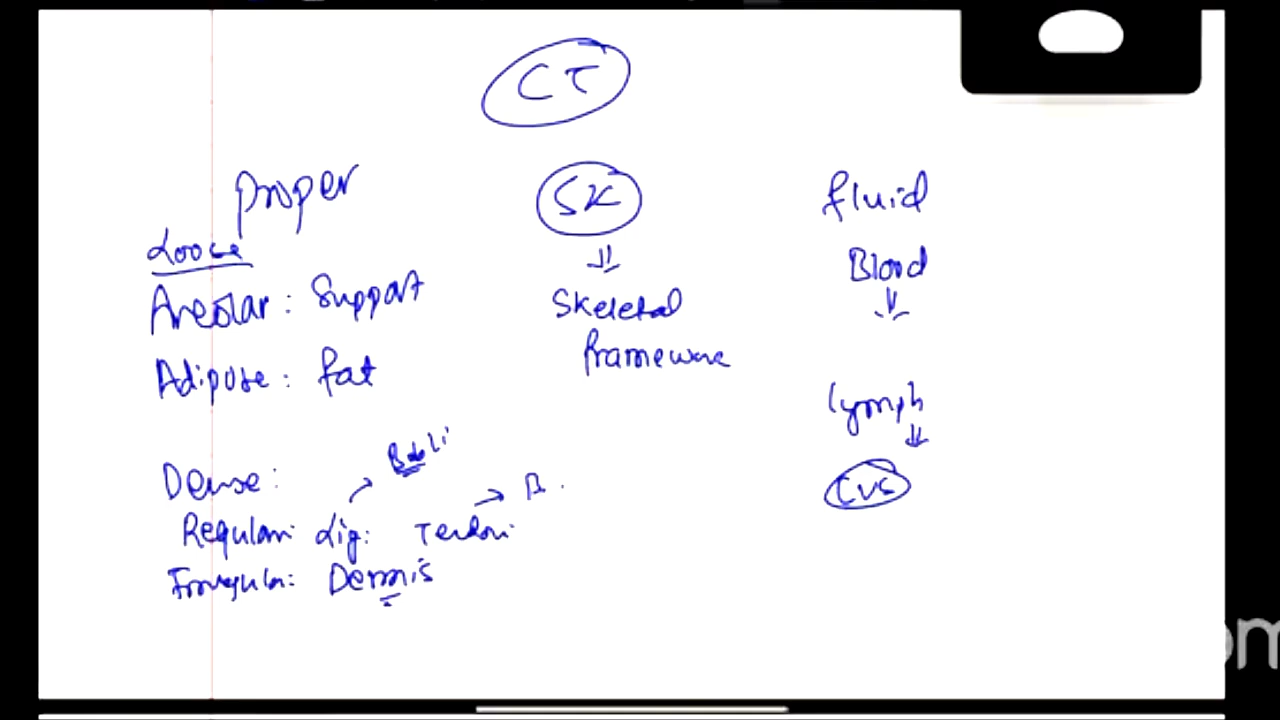 CT
Proper
SK
fluid
Loose
Blood
Areolar: Support
Skeletal
Adipose: fat
lymph
Dense:
CVS
→ B
Regular: Lig: Tendon:
Irregular: Dermis
om